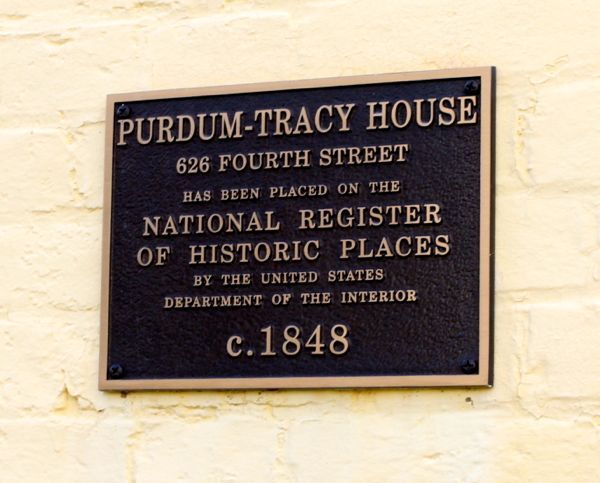 PURDUM-TRACY HOUSE
626 FOURTH STREET
HAS BEEN PLACED ON THE
NATIONAL REGISTER
OF HISTORIC PLACES
BY THE UNITED STATES
DEPARTMENT OF THE INTERIOR
c.1848